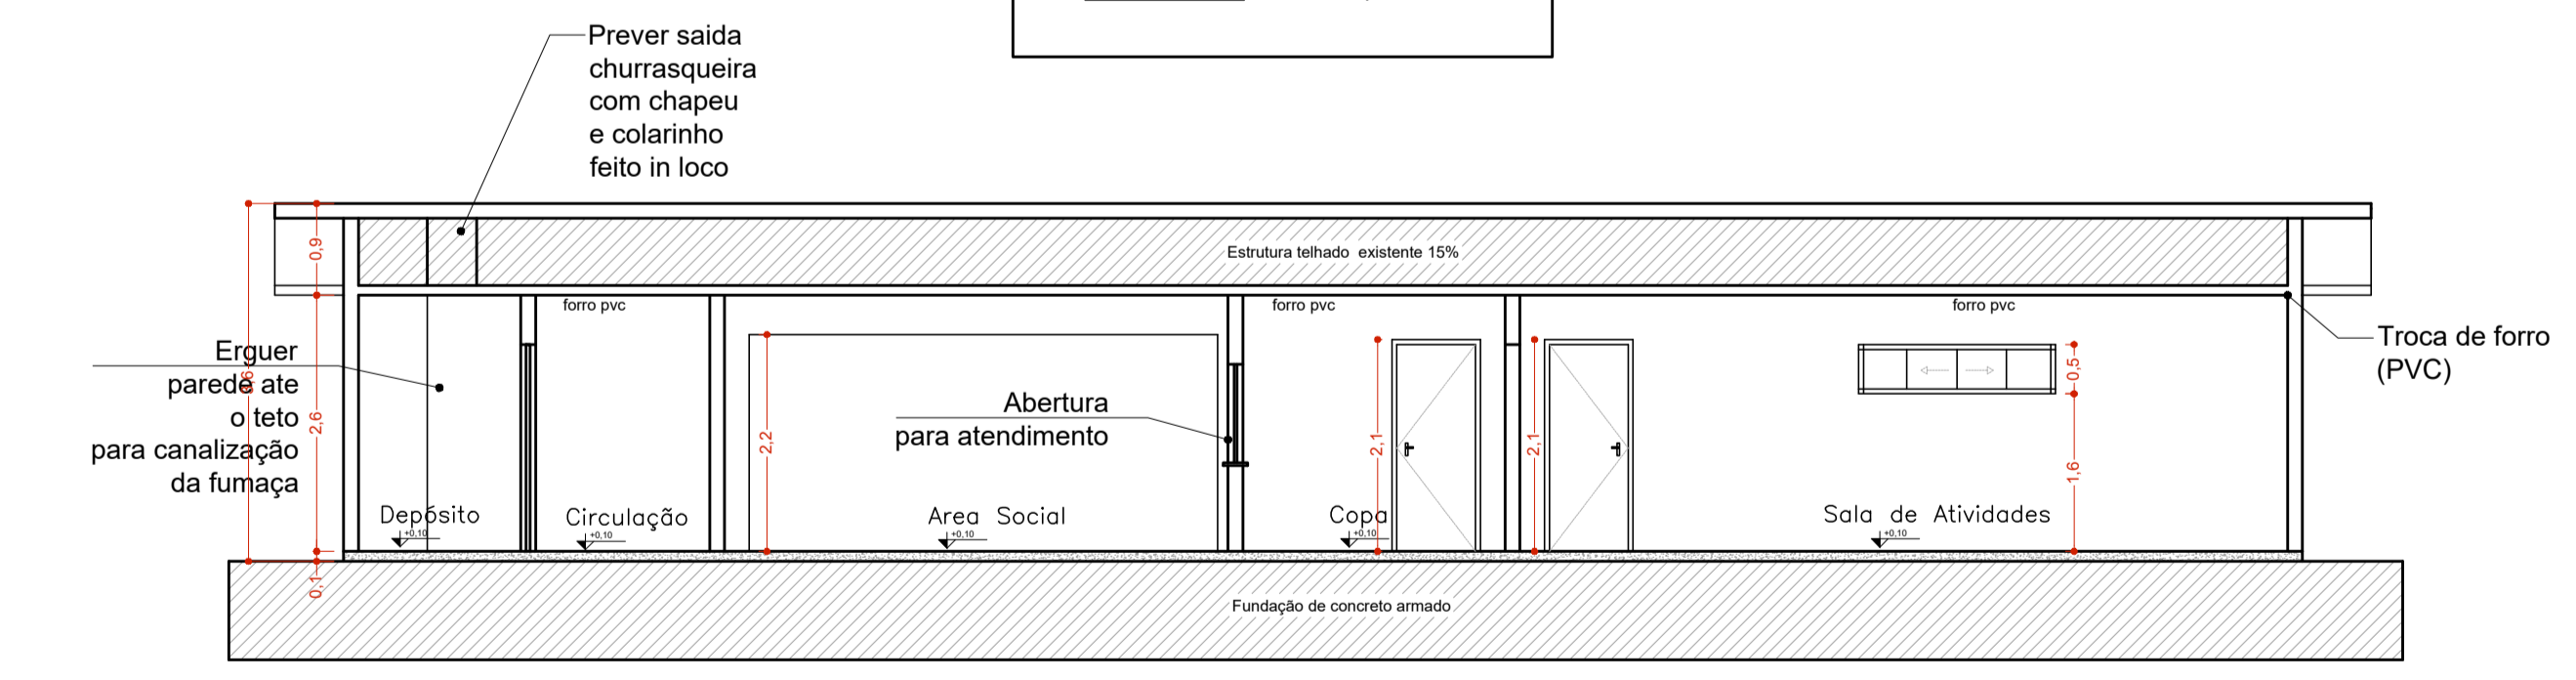 Prever saida
churrasqueira
com chapeu
e colarinho
feito in loco
0,9
Estrutura telhado  existente 15%
forro pvc
forro pvc
forro pvc
Troca de forro
(PVC)
Erguer
parede ate
o teto
para canalização
da fumaça
2,6
2,2
Abertura
para atendimento
2,1
2,1
0,5
1,6
Depósito
+0,10
Circulação
+0,10
Area Social
+0,10
Copa
+0,10
Sala de Atividades
+0,10
0,1
Fundação de concreto armado